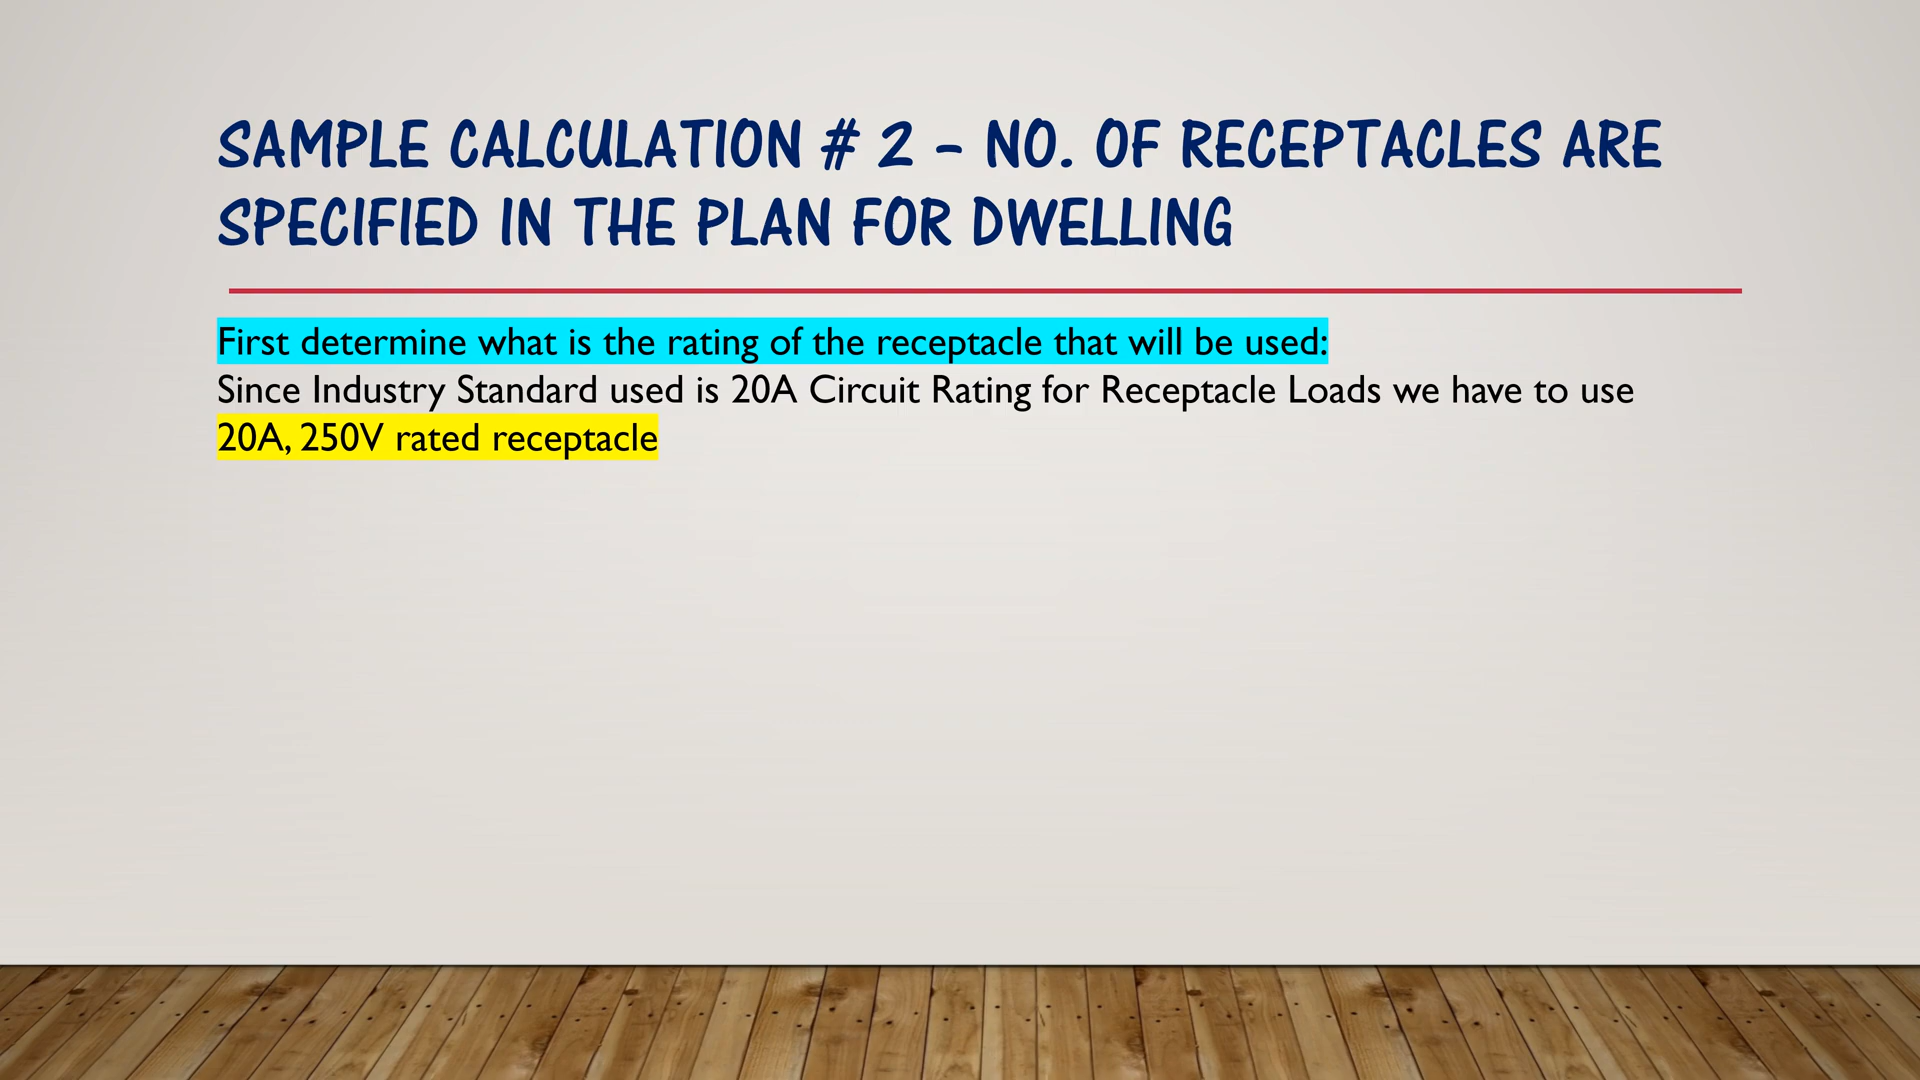 SAMPLE CALCULATION # 2 – NO. OF RECEPTACLES ARE
SPECIFIED IN THE PLAN FOR DWELLING
First determine what is the rating of the receptacle that will be used:
Since Industry Standard used is 20A Circuit Rating for Receptacle Loads we have to use
20A, 250V rated receptacle